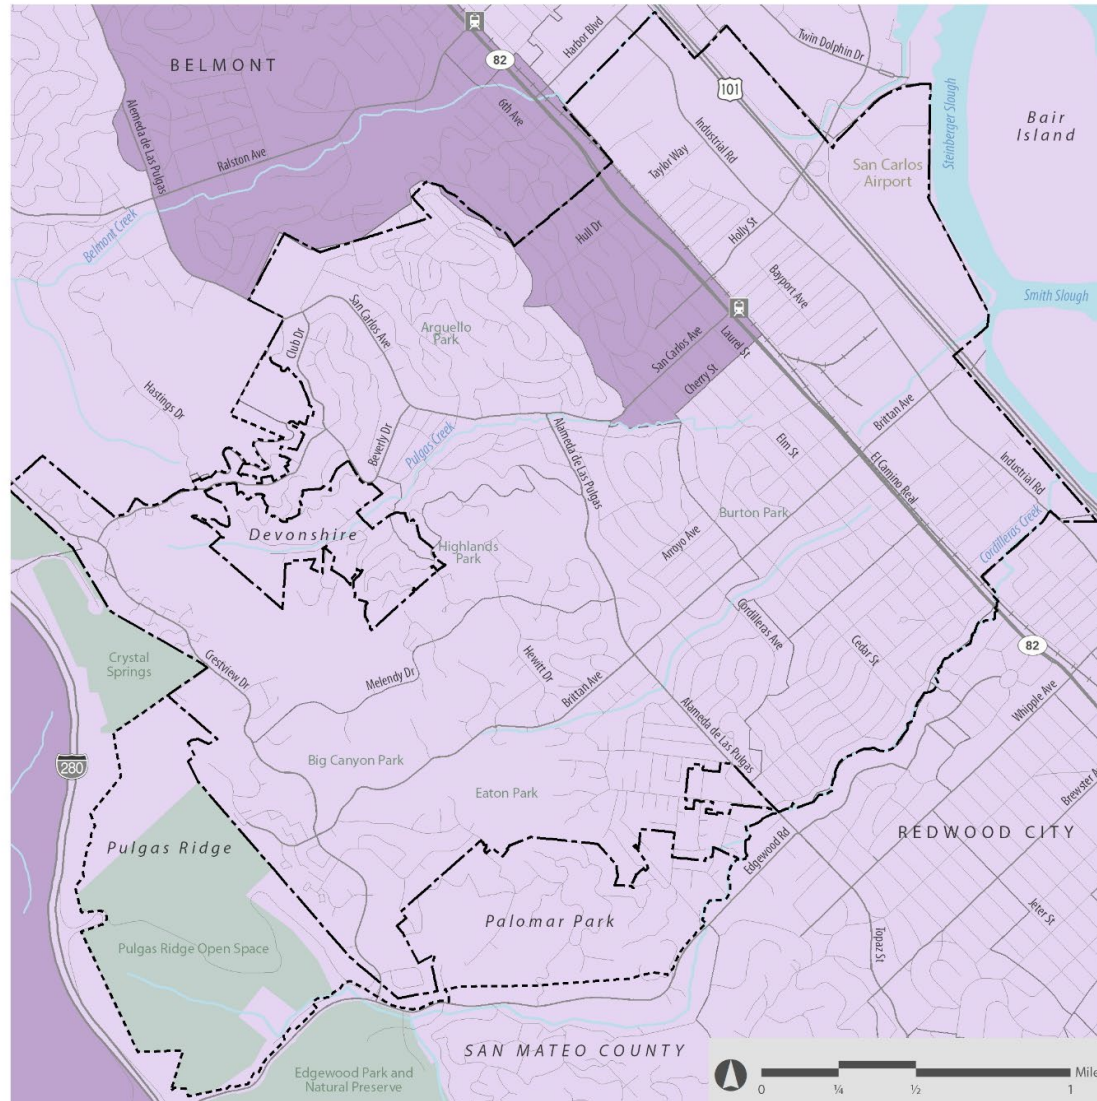 BELMONT
82
Harbor Blvd
Twin Dolphin Dr
101
Steinberger Slough
Bair
Island
Alameda de Las Pulgas
Ralston Ave
6th Ave
Taylor Way
Industrial Rd
San Carlos
Airport
Belmont Creek
Hull Dr
Holly St
Bayport Ave
Smith Slough
San Carlos Ave
Arguello
Park
Club Dr
San Carlos Ave
Laurel St
Cherry St
Hastings Dr
Beverly Dr
Pulgas Creek
Alameda de Las Pulgas
Elm St
Brittan Ave
El Camino Real
Industrial Rd
Devonshire
Highlands
Park
Burton Park
Arroyo Ave
Cordilleras Creek
Crystal
Springs
Crestview Dr
Melendy Dr
Hewitt Dr
Brittan Ave
Cordilleras Ave
Cedar St
82
Whipple Ave
280
Big Canyon Park
Alameda de Las Pulgas
Eaton Park
Brewster A
REDWOOD CITY
Pulgas Ridge
Edgewood Rd
Palomar Park
Jeter St
Topaz St
Pulgas Ridge Open Space
SAN MATEO COUNTY
Edgewood Park and
Natural Preserve
0 ¼ ½ 1 Mile